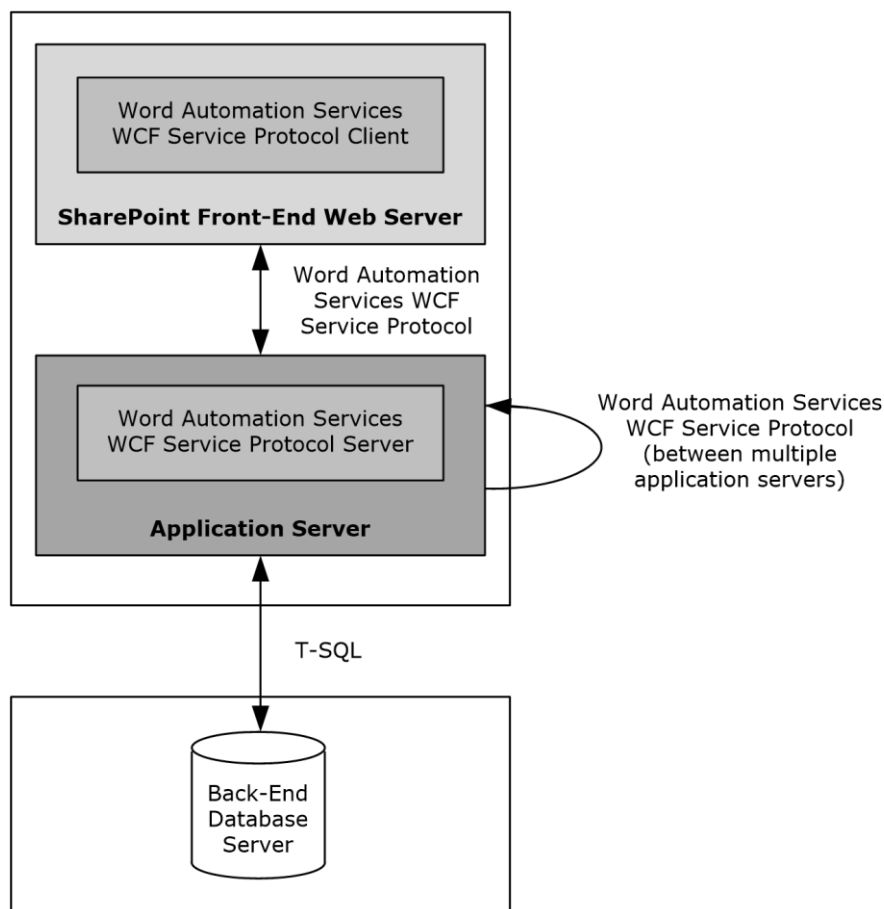 Word Automation Services
WCF Service Protocol Client
SharePoint Front-End Web Server
Word Automation
Services WCF
Service Protocol
Word Automation Services
WCF Service Protocol Server
Application Server
Word Automation Services
WCF Service Protocol
(between multiple
application servers)
T-SQL
Back-End
Database
Server